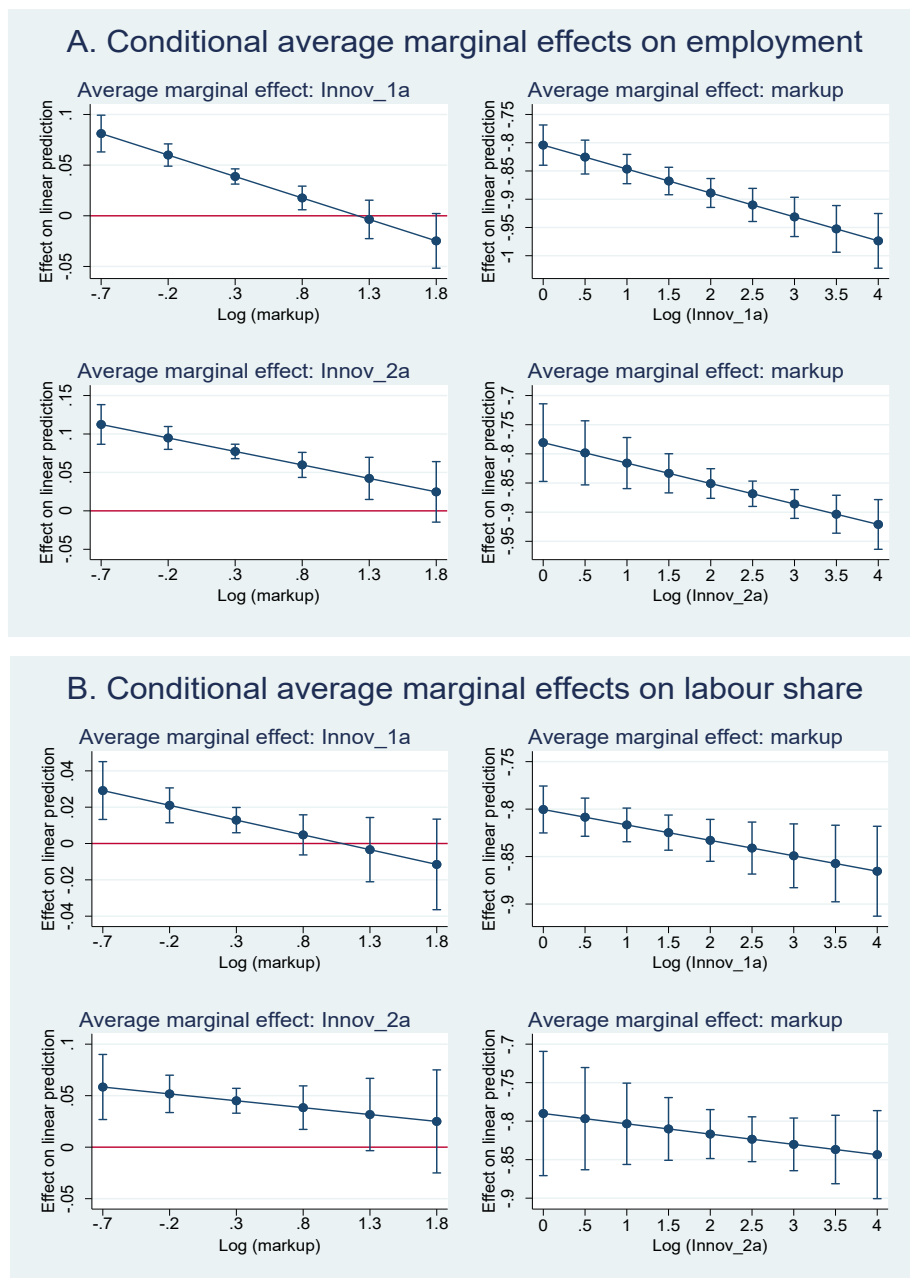 A. Conditional average marginal effects on employment
Average marginal effect: Innov_1a
Effect on linear prediction
.1
.05
0
-.05
-.7 -.2 .3 .8 1.3 1.8
Log (markup)
Average marginal effect: markup
Effect on linear prediction
-.75
-.8
-.85
-.9
-.95
-1
0 .5 1 1.5 2 2.5 3 3.5 4
Log (Innov_1a)
Average marginal effect: Innov_2a
Effect on linear prediction
.15
.1
.05
0
-.05
-.7 -.2 .3 .8 1.3 1.8
Log (markup)
Average marginal effect: markup
Effect on linear prediction
-.7
-.75
-.8
-.85
-.9
-.95
0 .5 1 1.5 2 2.5 3 3.5 4
Log (Innov_2a)
B. Conditional average marginal effects on labour share
Average marginal effect: Innov_1a
Effect on linear prediction
.04
.02
0
-.02
-.04
-.7 -.2 .3 .8 1.3 1.8
Log (markup)
Average marginal effect: markup
Effect on linear prediction
-.75
-.8
-.85
-.9
0 .5 1 1.5 2 2.5 3 3.5 4
Log (Innov_1a)
Average marginal effect: Innov_2a
Effect on linear prediction
.1
.05
0
-.05
-.7 -.2 .3 .8 1.3 1.8
Log (markup)
Average marginal effect: markup
Effect on linear prediction
-.7
-.75
-.8
-.85
-.9
0 .5 1 1.5 2 2.5 3 3.5 4
Log (Innov_2a)